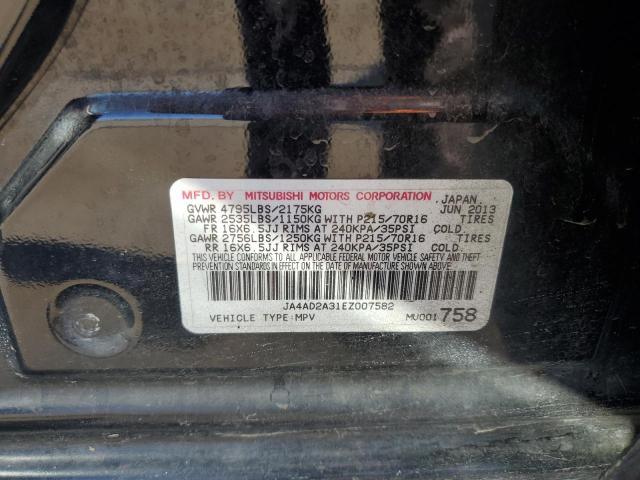 MFD. BY MITSUBISHI MOTORS CORPORATION JAPAN
GVWR 4795LBS/2175KG JUN 2013
GAWR 2535LBS/1150KG WITH P215/70R16 TIRES
FR 16X6.5JJ RIMS AT 240KPA/35PSI COLD
GAWR 2756LBS/1250KG WITH P215/70R16 TIRES
RR 16X6.5JJ RIMS AT 240KPA/35PSI COLD
THIS VEHICLE CONFORMS TO ALL APPLICABLE FEDERAL MOTOR VEHICLE SAFETY AND THEFT
PREVENTION STANDARDS IN EFFECT ON THE DATE OF MANUFACTURE SHOWN ABOVE.
JA4AD2A31EZ007582
VEHICLE TYPE:MPV MU001758